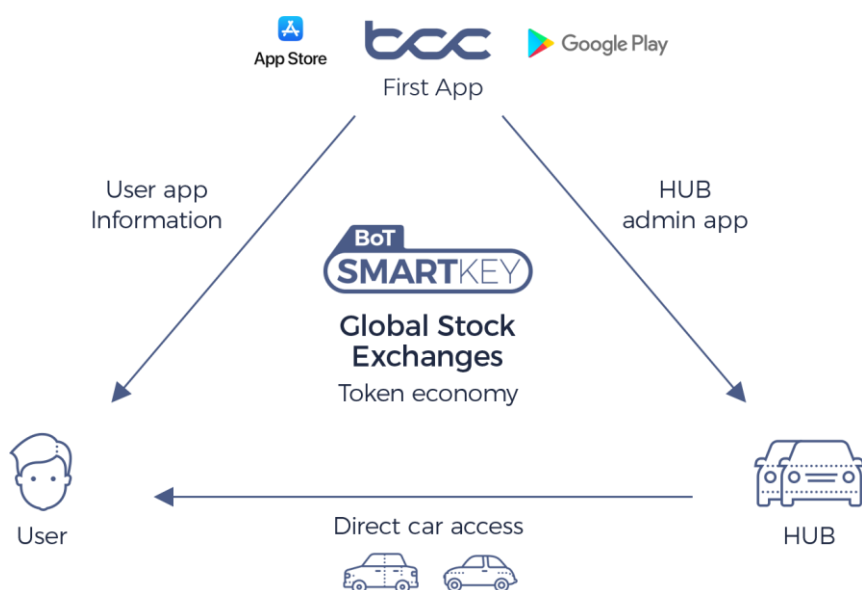 App Store
bcc
Google Play
First App
User app
Information
HUB
admin app
BoT
SMARTKEY
Global Stock
Exchanges
Token economy
User
Direct car access
HUB